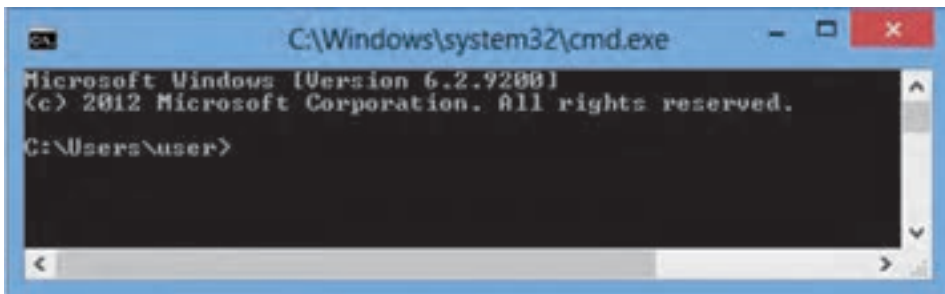 C:\Windows\system32\cmd.exe
Microsoft Windows [Version 6.2.9200]
(c) 2012 Microsoft Corporation. All rights reserved.
C:\Users\user>